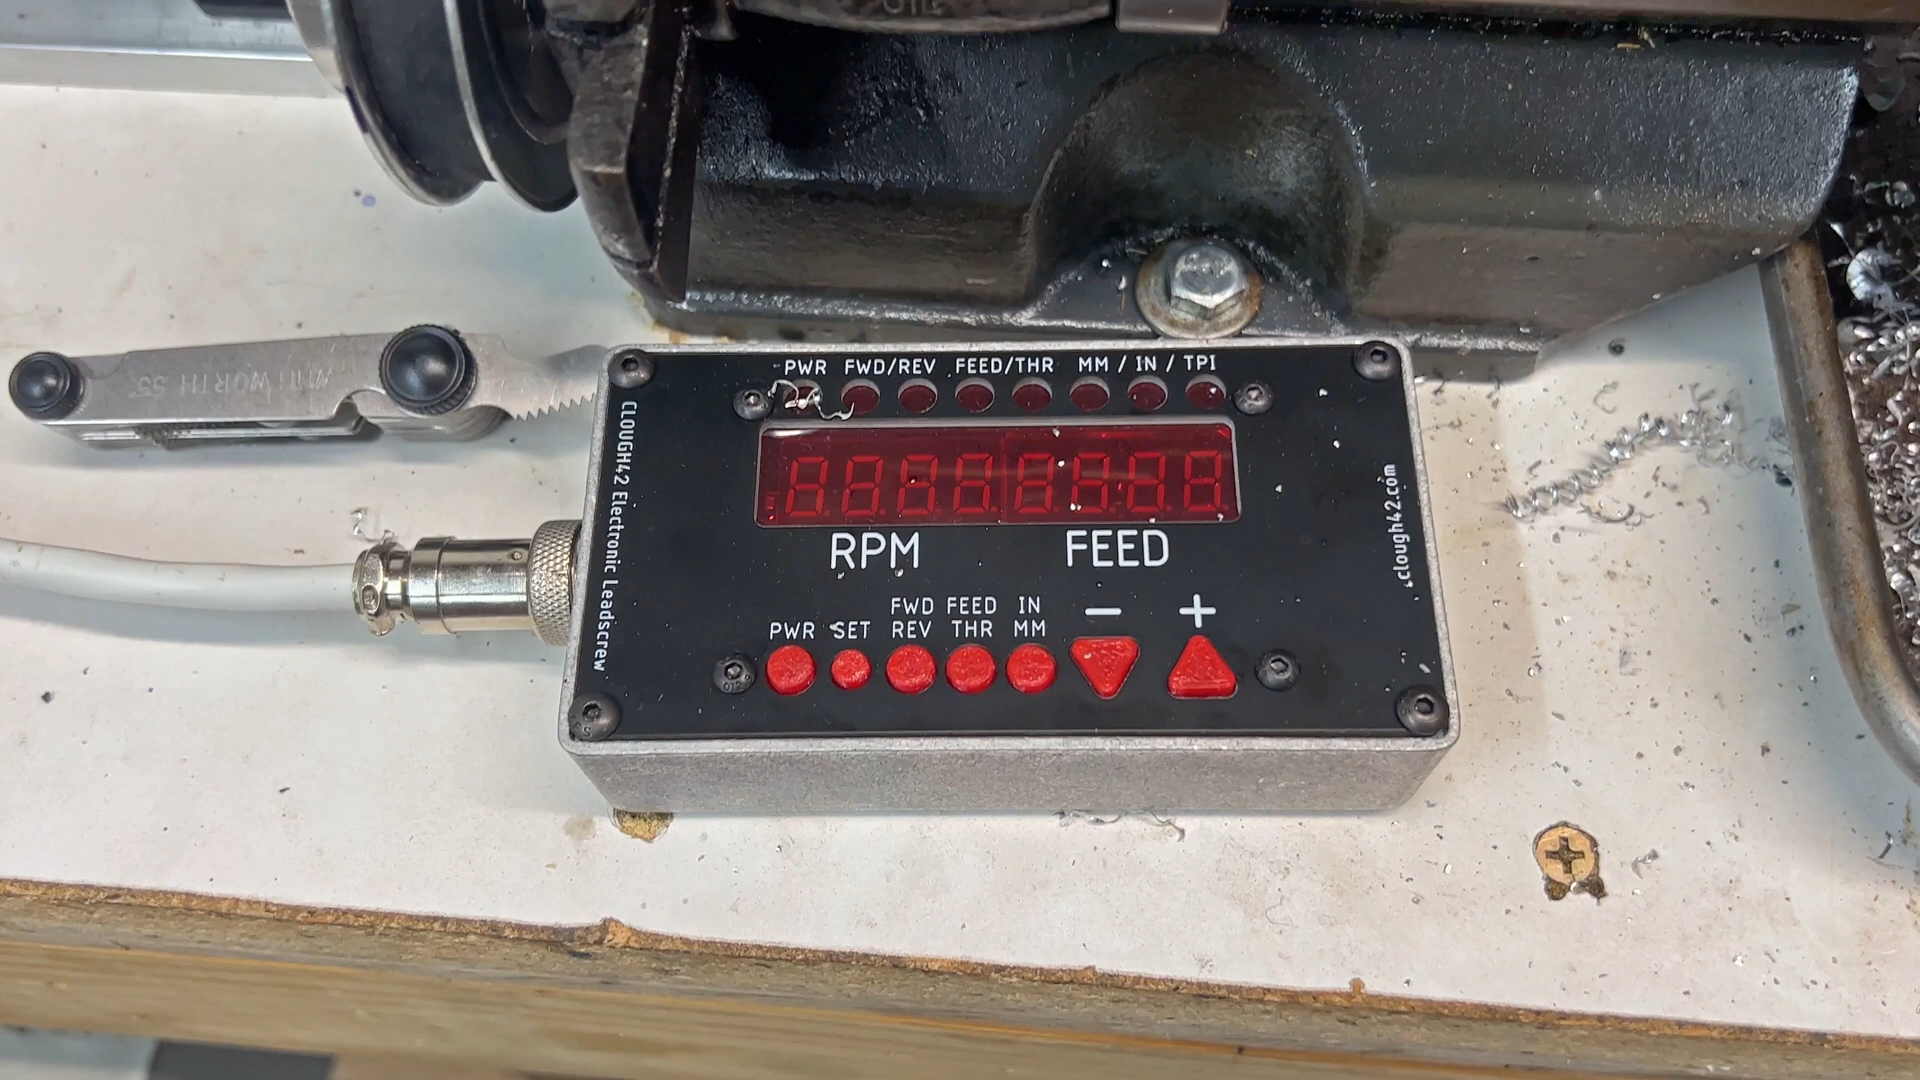 OIL
WHITWORTH 55°
PWR FWD/REV FEED/THR MM / IN / TPI
CLOUGH42 Electronic Leadscrew
clough42.com
RPM FEED
FWD FEED IN − +
PWR SET REV THR MM